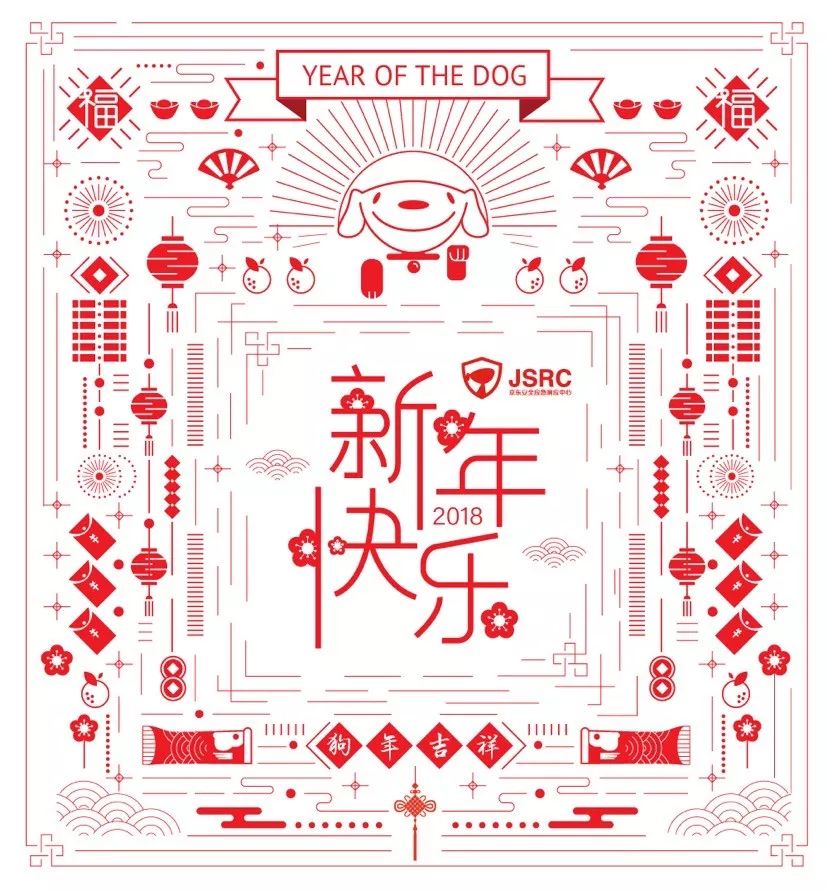 YEAR OF THE DOG
福 福
新年
JSRC
京东安全应急响应中心
2018
快乐
狗年吉祥